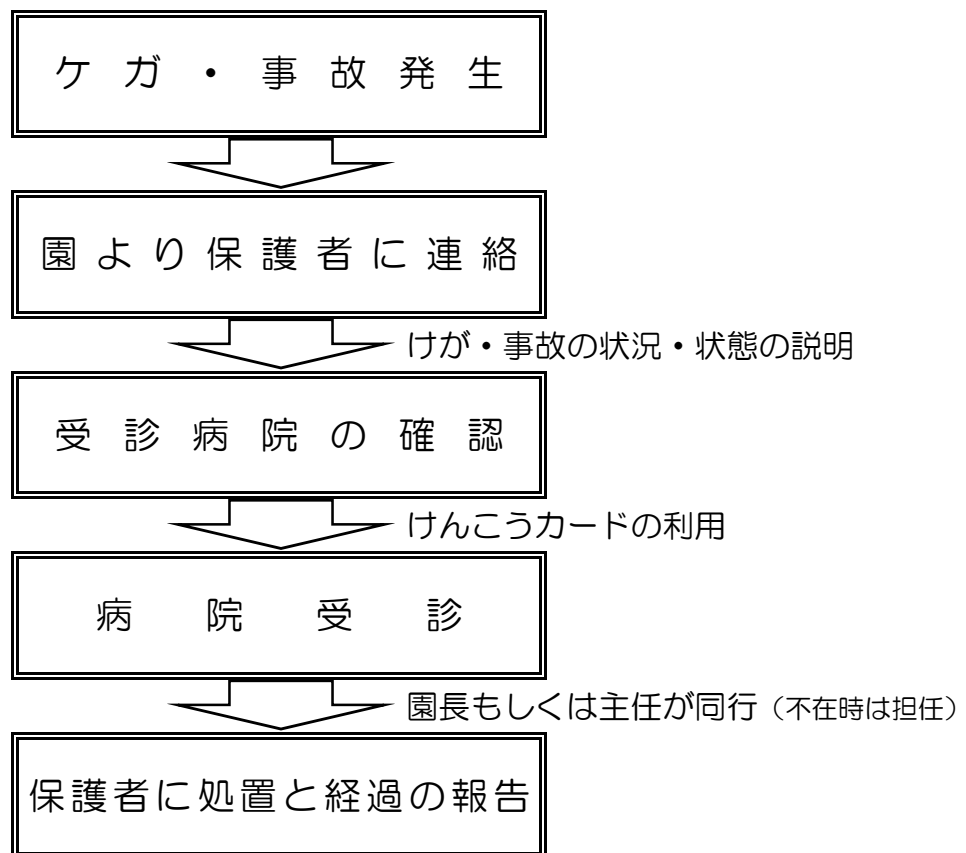 ケガ・事故発生
園より保護者に連絡
けが・事故の状況・状態の説明
受診病院の確認
けんこうカードの利用
病院受診
園長もしくは主任が同行（不在時は担任）
保護者に処置と経過の報告